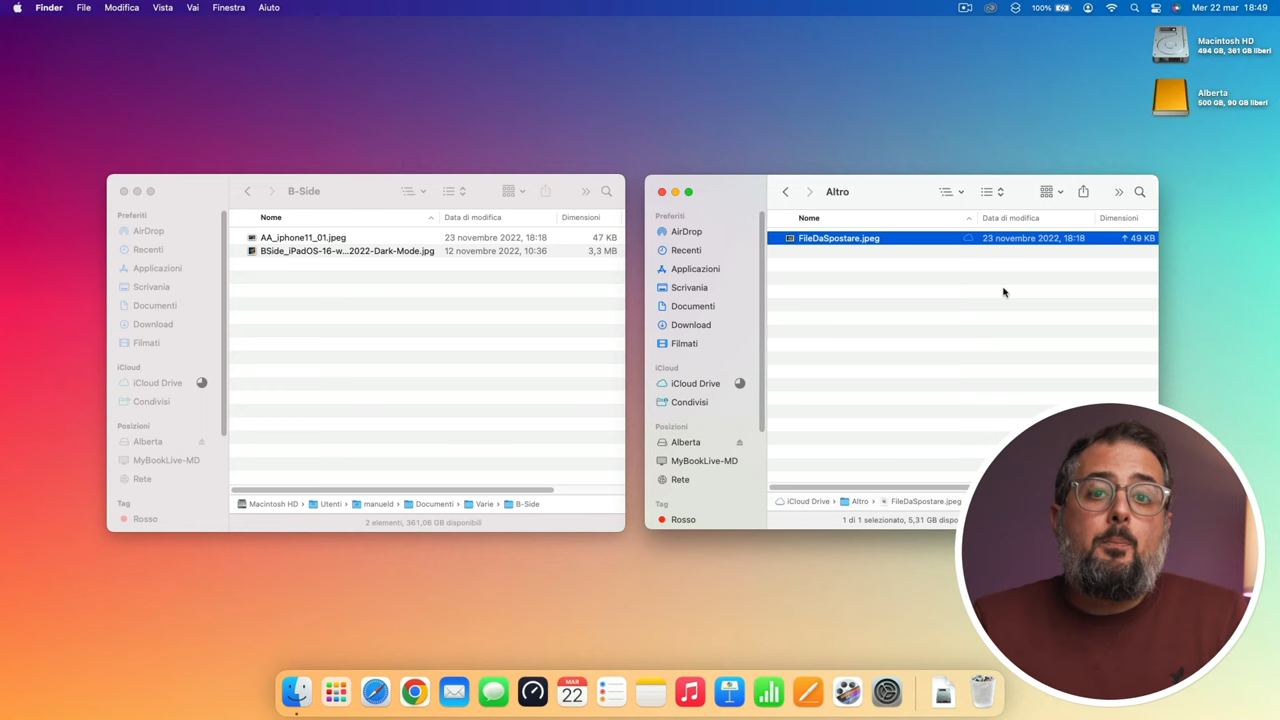 Finder File Modifica Vista Vai Finestra Aiuto
100% Mer 22 mar 18:49
Macintosh HD
494 GB, 361 GB liberi
Alberta
500 GB, 90 GB liberi
B-Side
Preferiti
AirDrop
Recenti
Applicazioni
Scrivania
Documenti
Download
Filmati
iCloud
iCloud Drive
Condivisi
Posizioni
Alberta
MyBookLive-MD
Rete
Tag
Rosso
Nome Data di modifica Dimensioni
AA_iphone11_01.jpeg 23 novembre 2022, 18:18 47 KB
BSide_iPadOS-16-w...2022-Dark-Mode.jpg 12 novembre 2022, 10:36 3,3 MB
Macintosh HD › Utenti › manueld › Documenti › Varie › B-Side
2 elementi, 361,06 GB disponibili
Altro
Preferiti
AirDrop
Recenti
Applicazioni
Scrivania
Documenti
Download
Filmati
iCloud
iCloud Drive
Condivisi
Posizioni
Alberta
MyBookLive-MD
Rete
Tag
Rosso
Nome Data di modifica Dimensioni
FileDaSpostare.jpeg 23 novembre 2022, 18:18 49 KB
iCloud Drive › Altro › FileDaSpostare.jpeg
1 di 1 selezionato, 5,31 GB dispo
MAR
22